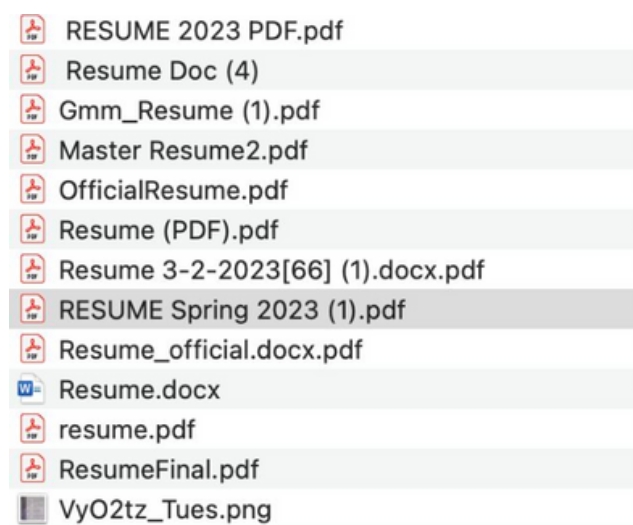 RESUME 2023 PDF.pdf
Resume Doc (4)
Gmm_Resume (1).pdf
Master Resume2.pdf
OfficialResume.pdf
Resume (PDF).pdf
Resume 3-2-2023[66] (1).docx.pdf
RESUME Spring 2023 (1).pdf
Resume_official.docx.pdf
Resume.docx
resume.pdf
ResumeFinal.pdf
VyO2tz_Tues.png